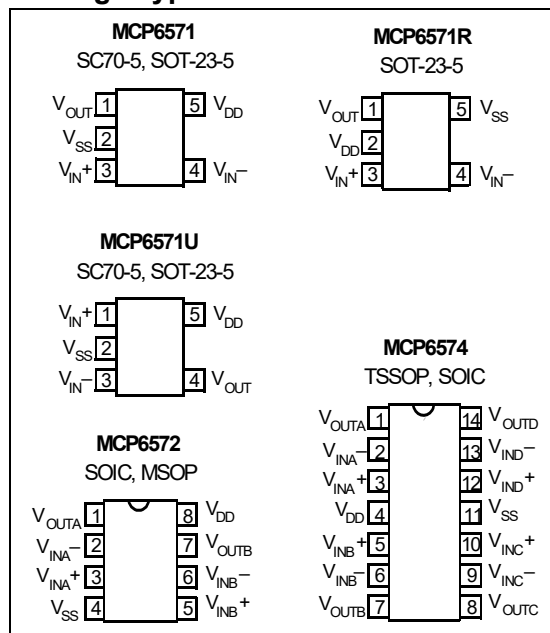 MCP6571
SC70-5, SOT-23-5
VOUT 1 5 VDD
VSS 2
VIN+ 3 4 VIN–
MCP6571R
SOT-23-5
VOUT 1 5 VSS
VDD 2
VIN+ 3 4 VIN–
MCP6571U
SC70-5, SOT-23-5
VIN+ 1 5 VDD
VSS 2
VIN– 3 4 VOUT
MCP6572
SOIC, MSOP
VOUTA 1 8 VDD
VINA– 2 7 VOUTB
VINA+ 3 6 VINB–
VSS 4 5 VINB+
MCP6574
TSSOP, SOIC
VOUTA 1 14 VOUTD
VINA– 2 13 VIND–
VINA+ 3 12 VIND+
VDD 4 11 VSS
VINB+ 5 10 VINC+
VINB– 6 9 VINC–
VOUTB 7 8 VOUTC